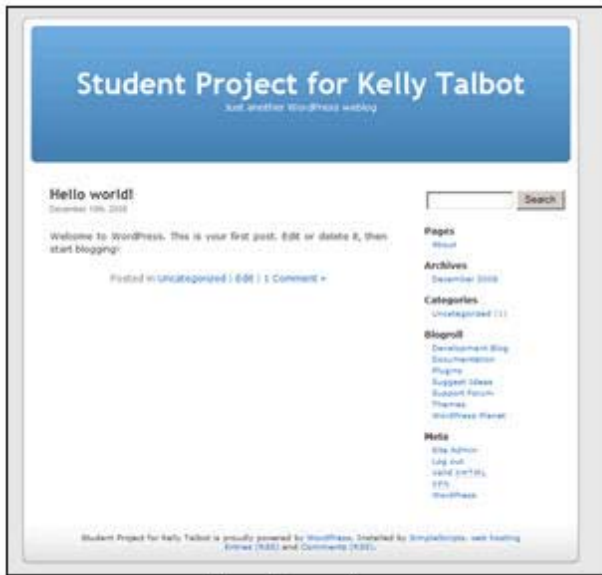 Student Project for Kelly Talbot
Just another WordPress weblog
Hello world!
December 2008
Welcome to WordPress. This is your first post. Edit or delete it, then
start blogging!
Posted in Uncategorized | Edit | 1 Comment »
Search
Pages
About
Archives
December 2008
Categories
Uncategorized (1)
Blogroll
Development Blog
Documentation
Plugins
Suggest Ideas
Support Forum
Themes
WordPress Planet
Meta
Site Admin
Log out
Valid XHTML
XFN
WordPress
Student Project for Kelly Talbot is proudly powered by WordPress. Installed by SimpleScripts, web hosting
Entries (RSS) and Comments (RSS).